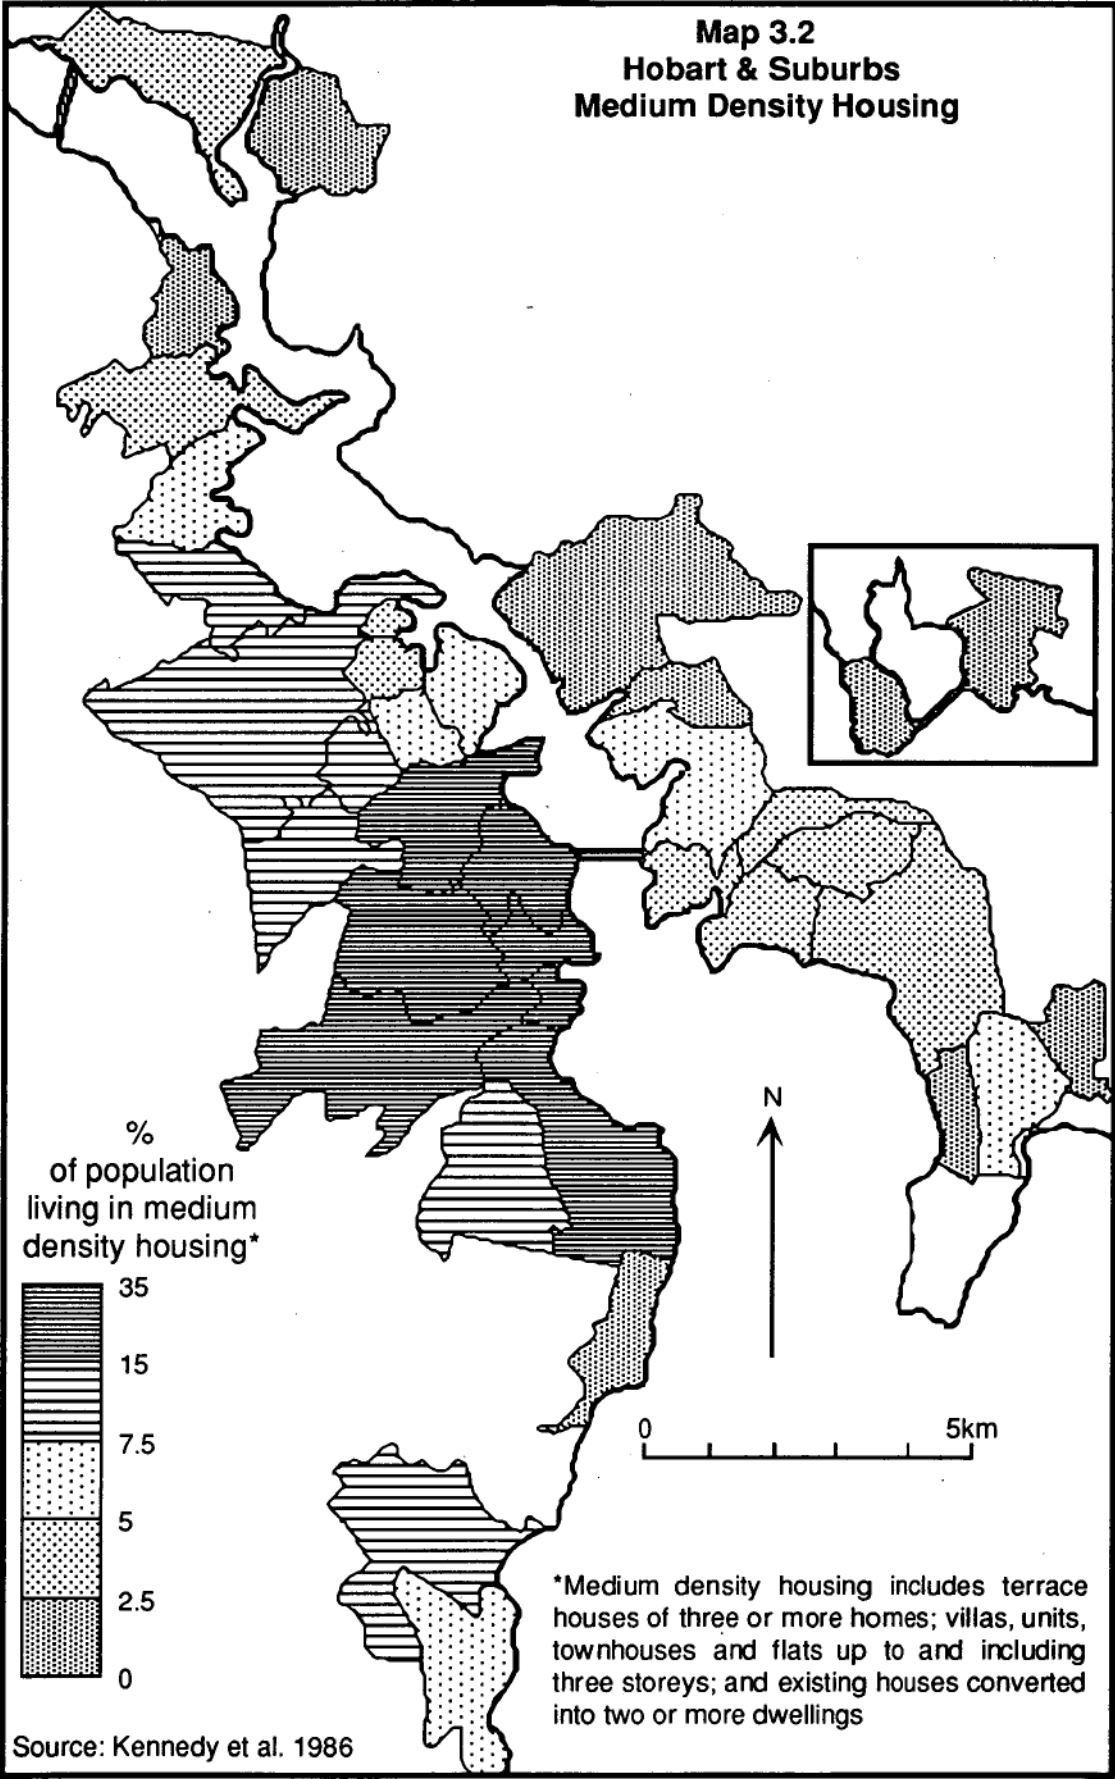 Map 3.2
Hobart & Suburbs
Medium Density Housing
N
%
of population
living in medium
density housing*
35
15
7.5
5
2.5
0
0 5km
*Medium density housing includes terrace
houses of three or more homes; villas, units,
townhouses and flats up to and including
three storeys; and existing houses converted
into two or more dwellings
Source: Kennedy et al. 1986